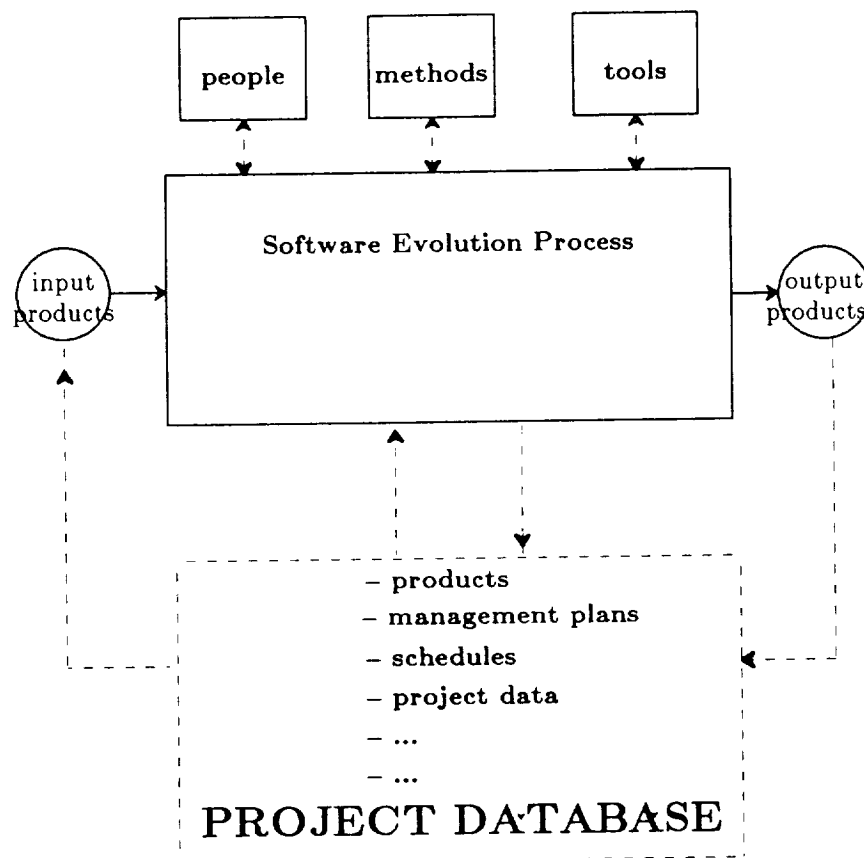 people
methods
tools
Software Evolution Process
input
products
output
products
– products
– management plans
– schedules
– project data
– ...
– ...
PROJECT DATABASE